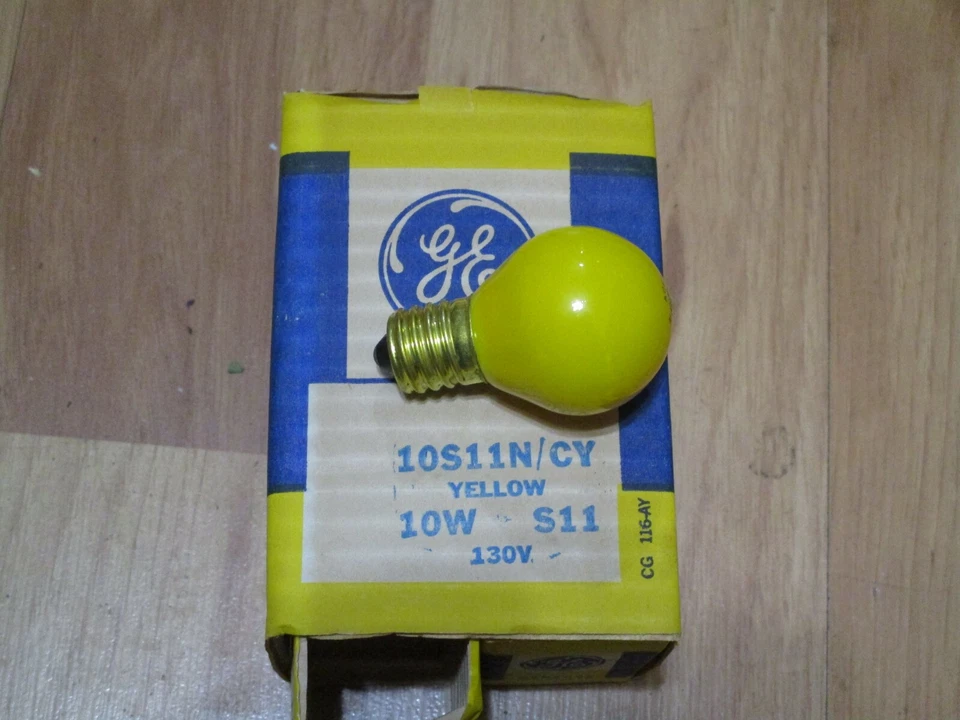 GE
10S11N/CY
YELLOW
10W S11
130V.
CG 116-AY